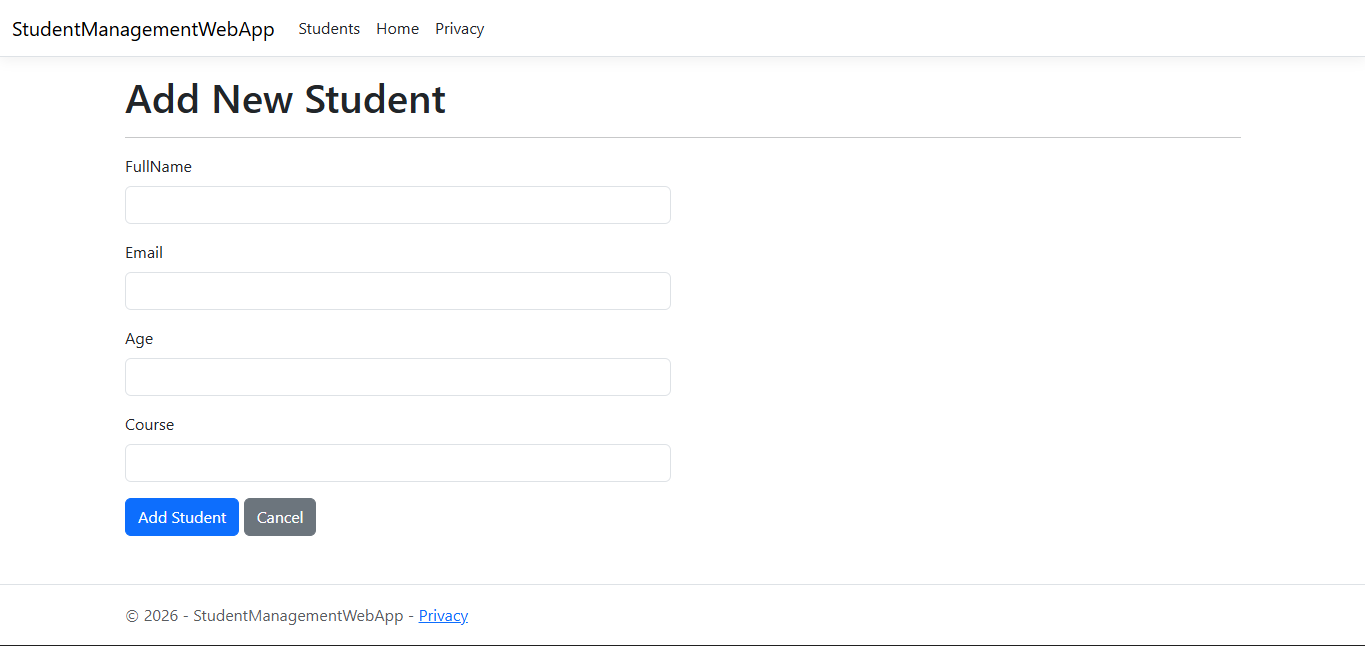 StudentManagementWebApp Students Home Privacy
Add New Student
FullName
Email
Age
Course
Add Student Cancel
© 2026 - StudentManagementWebApp - Privacy